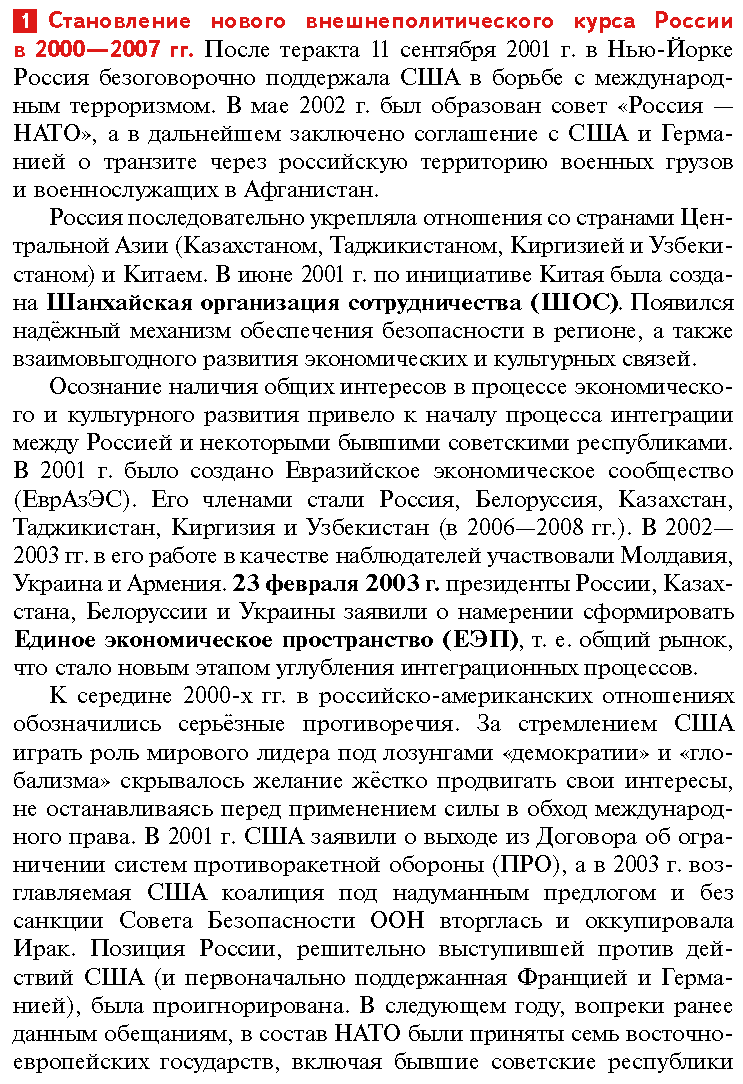 1 Становление нового внешнеполитического курса России
в 2000—2007 гг. После теракта 11 сентября 2001 г. в Нью-Йорке
Россия безоговорочно поддержала США в борьбе с международ-
ным терроризмом. В мае 2002 г. был образован совет «Россия —
НАТО», а в дальнейшем заключено соглашение с США и Герма-
нией о транзите через российскую территорию военных грузов
и военнослужащих в Афганистан.
Россия последовательно укрепляла отношения со странами Цен-
тральной Азии (Казахстаном, Таджикистаном, Киргизией и Узбеки-
станом) и Китаем. В июне 2001 г. по инициативе Китая была созда-
на Шанхайская организация сотрудничества (ШОС). Появился
надёжный механизм обеспечения безопасности в регионе, а также
взаимовыгодного развития экономических и культурных связей.
Осознание наличия общих интересов в процессе экономическо-
го и культурного развития привело к началу процесса интеграции
между Россией и некоторыми бывшими советскими республиками.
В 2001 г. было создано Евразийское экономическое сообщество
(ЕврАзЭС). Его членами стали Россия, Белоруссия, Казахстан,
Таджикистан, Киргизия и Узбекистан (в 2006—2008 гг.). В 2002—
2003 гг. в его работе в качестве наблюдателей участвовали Молдавия,
Украина и Армения. 23 февраля 2003 г. президенты России, Казах-
стана, Белоруссии и Украины заявили о намерении сформировать
Единое экономическое пространство (ЕЭП), т. е. общий рынок,
что стало новым этапом углубления интеграционных процессов.
К середине 2000-х гг. в российско-американских отношениях
обозначились серьёзные противоречия. За стремлением США
играть роль мирового лидера под лозунгами «демократии» и «гло-
бализма» скрывалось желание жёстко продвигать свои интересы,
не останавливаясь перед применением силы в обход международ-
ного права. В 2001 г. США заявили о выходе из Договора об огра-
ничении систем противоракетной обороны (ПРО), а в 2003 г. воз-
главляемая США коалиция под надуманным предлогом и без
санкции Совета Безопасности ООН вторглась и оккупировала
Ирак. Позиция России, решительно выступившей против дей-
ствий США (и первоначально поддержанная Францией и Герма-
нией), была проигнорирована. В следующем году, вопреки ранее
данным обещаниям, в состав НАТО были приняты семь восточно-
европейских государств, включая бывшие советские республики